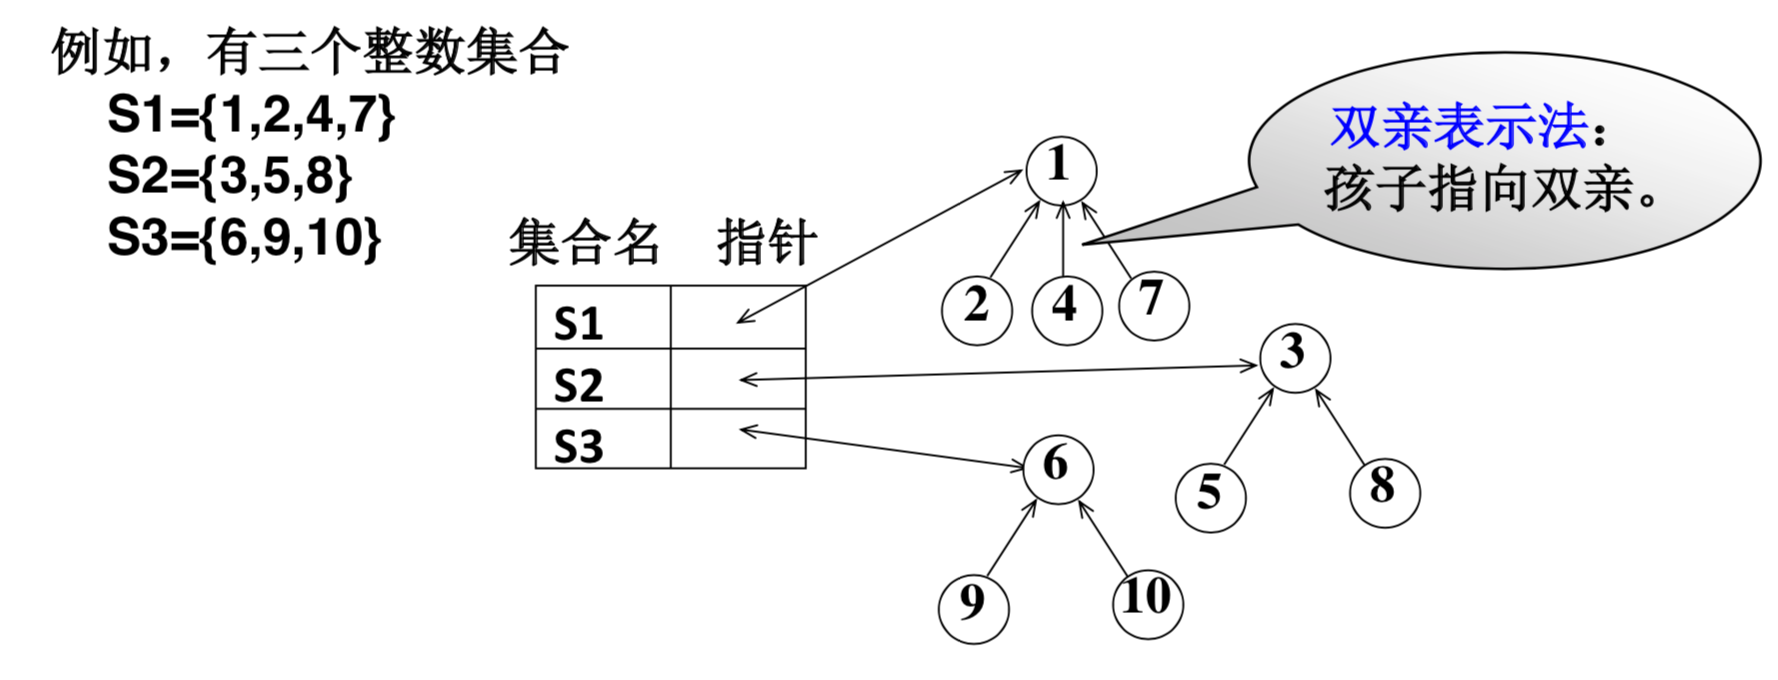 例如，有三个整数集合
S1={1,2,4,7}
S2={3,5,8}
S3={6,9,10}
双亲表示法：
孩子指向双亲。
集合名 指针
S1
S2
S3
1
2 4 7
3
5 8
6
9 10